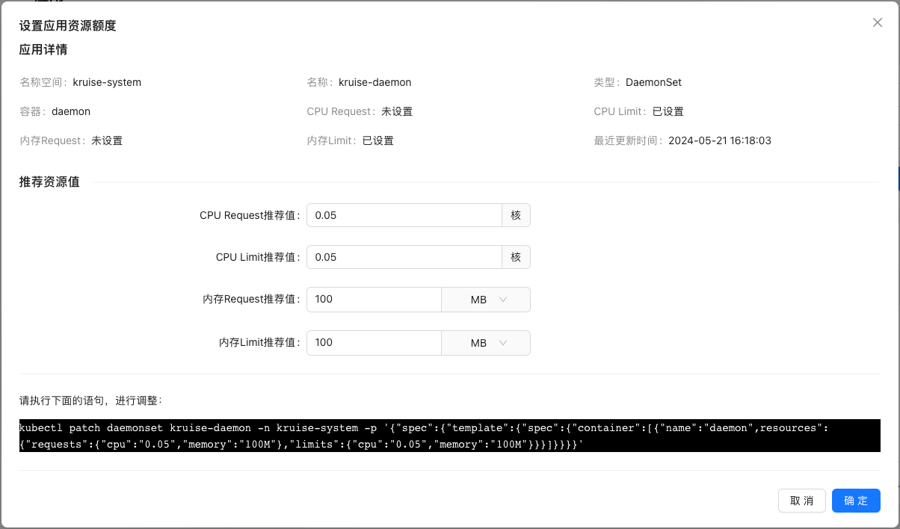 设置应用资源额度
应用详情
名称空间： kruise-system 名称： kruise-daemon 类型： DaemonSet
容器： daemon CPU Request： 未设置 CPU Limit： 已设置
内存Request： 未设置 内存Limit： 已设置 最近更新时间： 2024-05-21 16:18:03
推荐资源值
CPU Request推荐值： 0.05 核
CPU Limit推荐值： 0.05 核
内存Request推荐值： 100 MB
内存Limit推荐值： 100 MB
请执行下面的语句，进行调整：
kubectl patch daemonset kruise-daemon -n kruise-system -p '{"spec":{"template":{"spec":{"container":[{"name":"daemon",resources":
{"requests":{"cpu":"0.05","memory":"100M"},"limits":{"cpu":"0.05","memory":"100M"}}}]}}}}'
取 消 确 定